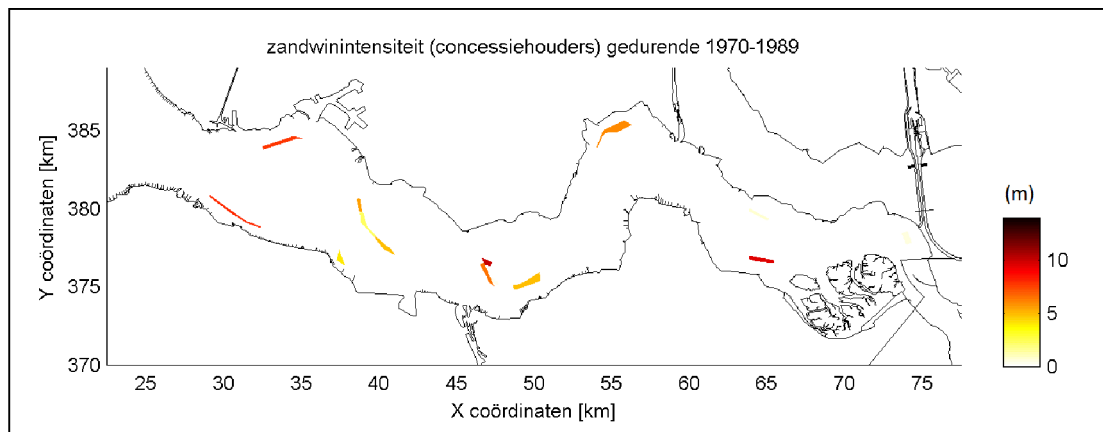 zandwinintensiteit (concessiehouders) gedurende 1970-1989
Y coördinaten [km]
385
380
375
370
25 30 35 40 45 50 55 60 65 70 75
X coördinaten [km]
(m)
10
5
0